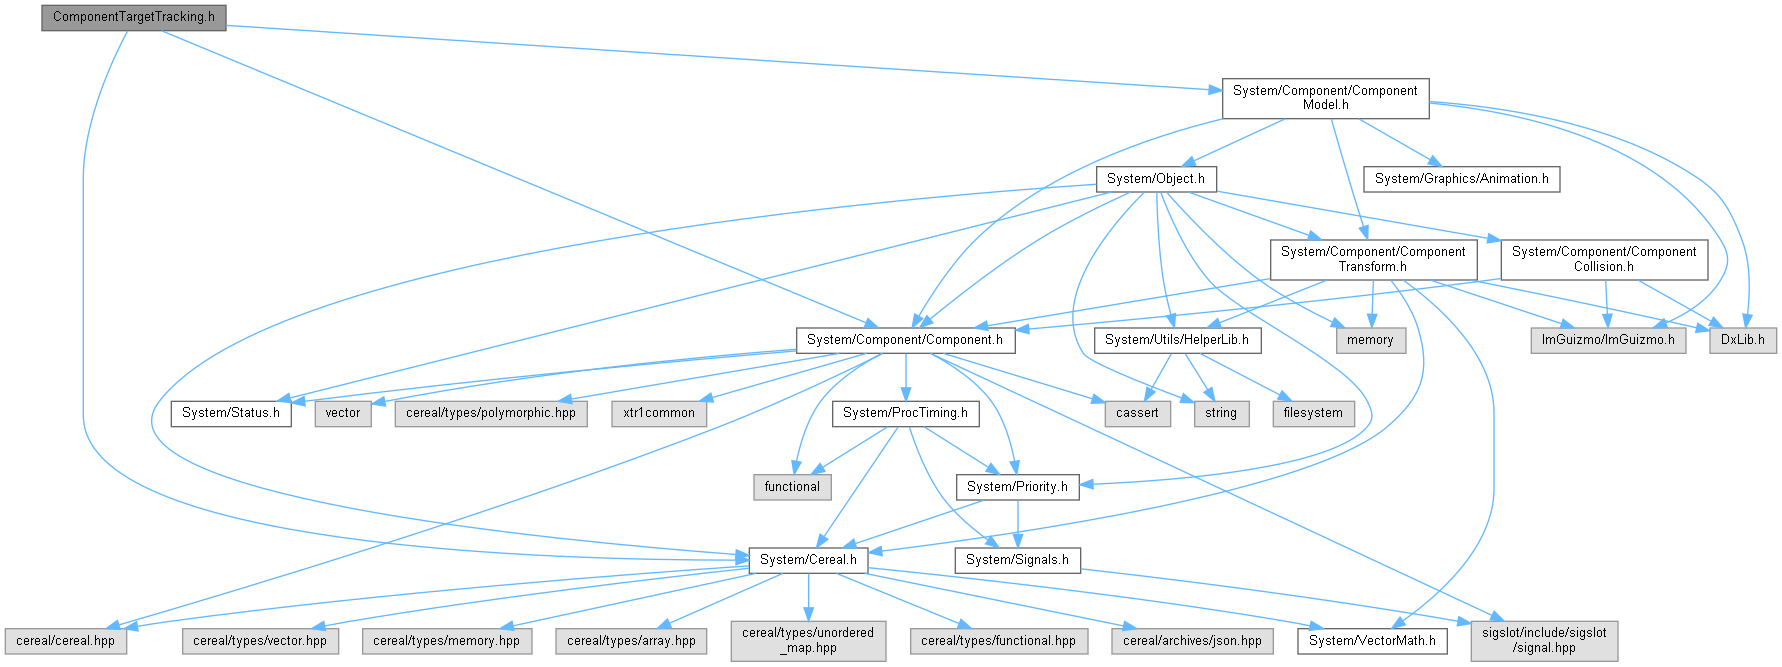 ComponentTargetTracking.h
System/Component/Component
Model.h
System/Object.h
System/Graphics/Animation.h
System/Component/Component
Transform.h
System/Component/Component
Collision.h
System/Component/Component.h
System/Utils/HelperLib.h
memory
ImGuizmo/ImGuizmo.h
DxLib.h
System/Status.h
vector
cereal/types/polymorphic.hpp
xtr1common
System/ProcTiming.h
cassert
string
filesystem
functional
System/Priority.h
System/Cereal.h
System/Signals.h
cereal/cereal.hpp
cereal/types/vector.hpp
cereal/types/memory.hpp
cereal/types/array.hpp
cereal/types/unordered
_map.hpp
cereal/types/functional.hpp
cereal/archives/json.hpp
System/VectorMath.h
sigslot/include/sigslot
/signal.hpp